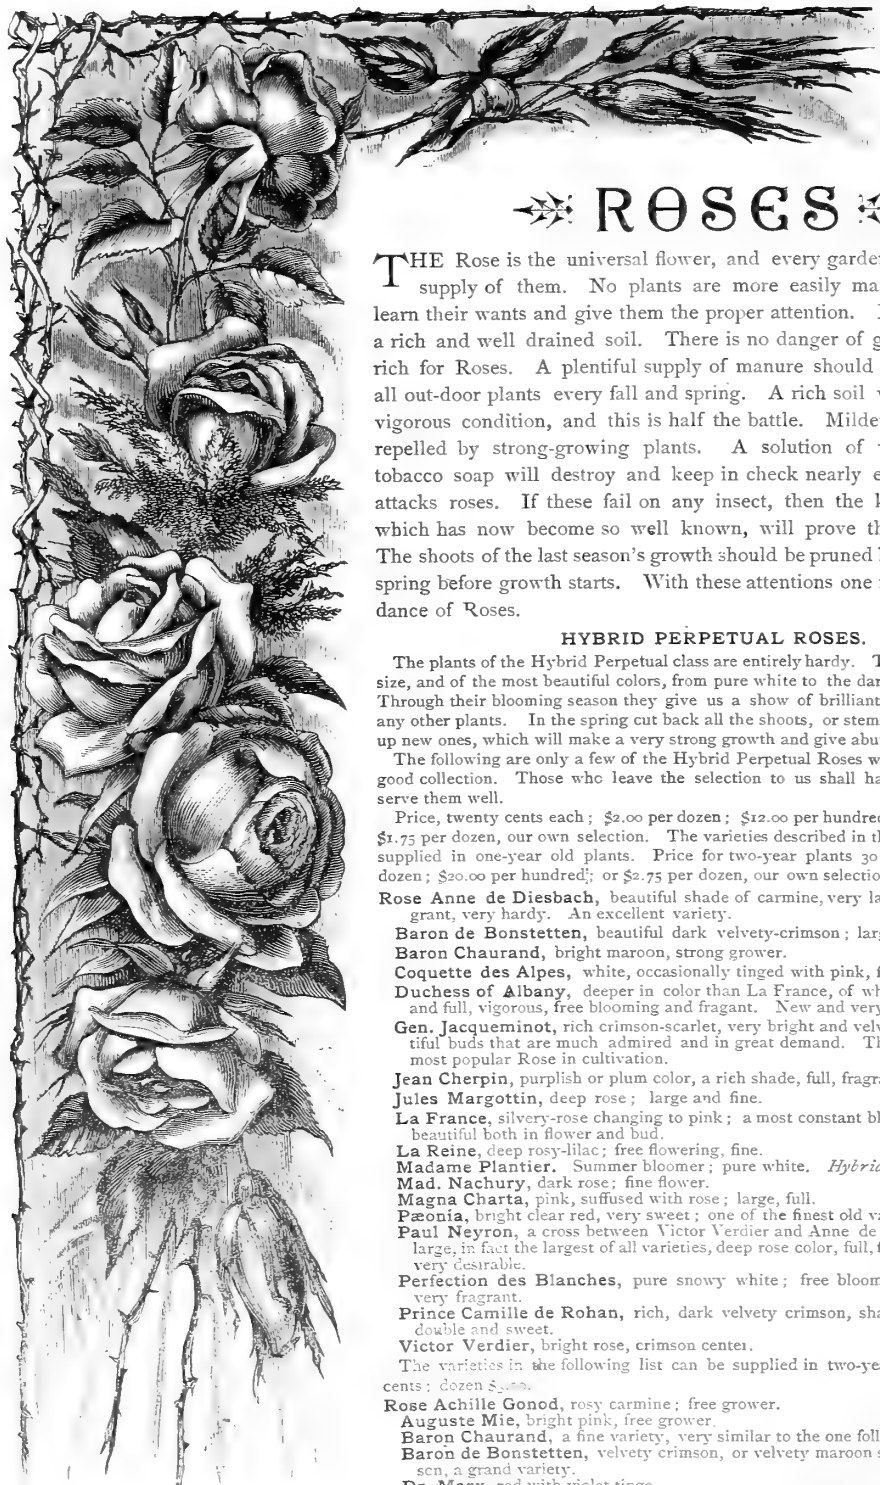 ROSES
THE Rose is the universal flower, and every garde
supply of them. No plants are more easily ma
learn their wants and give them the proper attention.
a rich and well drained soil. There is no danger of g
rich for Roses. A plentiful supply of manure should
all out-door plants every fall and spring. A rich soil
vigorous condition, and this is half the battle. Milde
repelled by strong-growing plants. A solution of
tobacco soap will destroy and keep in check nearly e
attacks roses. If these fail on any insect, then the
which has now become so well known, will prove th
The shoots of the last season's growth should be pruned
spring before growth starts. With these attentions one
dance of Roses.
HYBRID PERPETUAL ROSES.
The plants of the Hybrid Perpetual class are entirely hardy. T
size, and of the most beautiful colors, from pure white to the dar
Through their blooming season they give us a show of brilliant
any other plants. In the spring cut back all the shoots, or stem
up new ones, which will make a very strong growth and give abu
The following are only a few of the Hybrid Perpetual Roses w
good collection. Those who leave the selection to us shall ha
serve them well.
Price, twenty cents each; $2.00 per dozen; $12.00 per hundre
$1.75 per dozen, our own selection. The varieties described in th
supplied in one-year old plants. Price for two-year plants 30
dozen; $20.00 per hundred; or $2.75 per dozen, our own selectio
Rose Anne de Diesbach, beautiful shade of carmine, very la
grant, very hardy. An excellent variety.
Baron de Bonstetten, beautiful dark velvety-crimson; larg
Baron Chaurand, bright maroon, strong grower.
Coquette des Alpes, white, occasionally tinged with pink, f
Duchess of Albany, deeper in color than La France, of wh
and full, vigorous, free blooming and fragant. New and very
Gen. Jacqueminot, rich crimson-scarlet, very bright and velv
tiful buds that are much admired and in great demand. Th
most popular Rose in cultivation.
Jean Cherpin, purplish or plum color, a rich shade, full, fragra
Jules Margottin, deep rose; large and fine.
La France, silvery-rose changing to pink; a most constant bl
beautiful both in flower and bud.
La Reine, deep rosy-lilac; free flowering, fine.
Madame Plantier. Summer bloomer; pure white. Hybrid
Mad. Nachury, dark rose; fine flower.
Magna Charta, pink, suffused with rose; large, full.
Pæonia, bright clear red, very sweet; one of the finest old va
Paul Neyron, a cross between Victor Verdier and Anne de
large, in fact the largest of all varieties, deep rose color, full, f
very desirable.
Perfection des Blanches, pure snowy white; free bloom
very fragrant.
Prince Camille de Rohan, rich, dark velvety crimson, sha
double and sweet.
Victor Verdier, bright rose, crimson center.
The varieties in the following list can be supplied in two-ye
cents; dozen
Rose Achille Gonod, rosy carmine; free grower.
Auguste Mie, bright pink, free grower.
Baron Chaurand, a fine variety, very similar to the one foll
Baron de Bonstetten, velvety crimson, or velvety maroon s
sen, a grand variety.